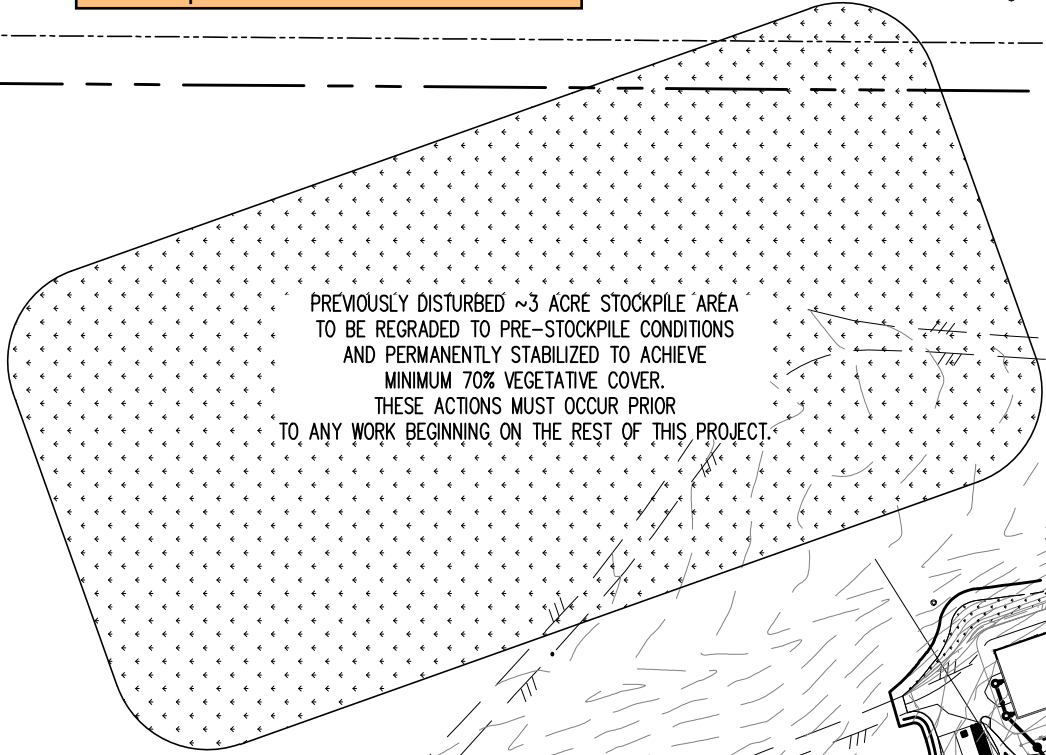 PREVIOUSLY DISTURBED ~3 ACRE STOCKPILE AREA
TO BE REGRADED TO PRE-STOCKPILE CONDITIONS
AND PERMANENTLY STABILIZED TO ACHIEVE
MINIMUM 70% VEGETATIVE COVER.
THESE ACTIONS MUST OCCUR PRIOR
TO ANY WORK BEGINNING ON THE REST OF THIS PROJECT.